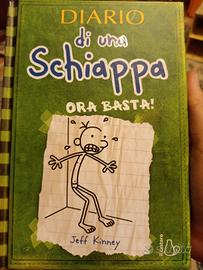 DIARIO
di una
Schiappa
ORA BASTA!
Jeff Kinney